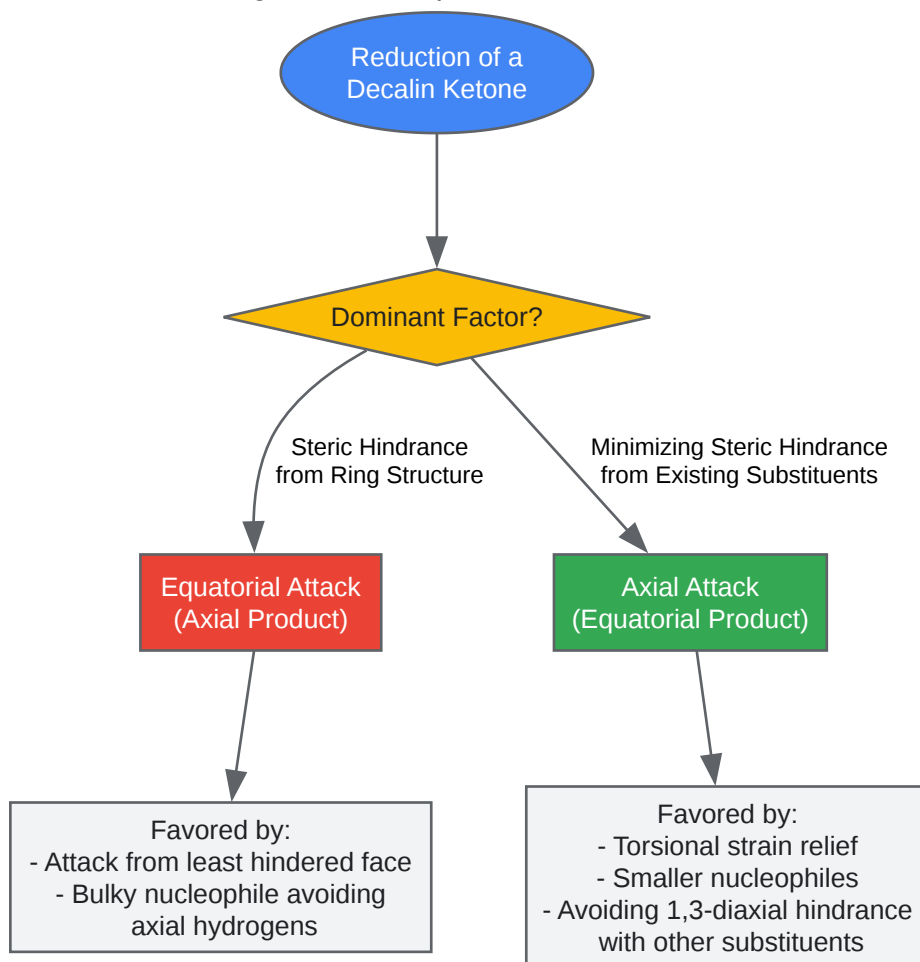 Reduction of a
Decalin Ketone
Dominant Factor?
Steric Hindrance
from Ring Structure
Minimizing Steric Hindrance
from Existing Substituents
Equatorial Attack
(Axial Product)
Axial Attack
(Equatorial Product)
Favored by:
- Attack from least hindered face
- Bulky nucleophile avoiding
axial hydrogens
Favored by:
- Torsional strain relief
- Smaller nucleophiles
- Avoiding 1,3-diaxial hindrance
with other substituents